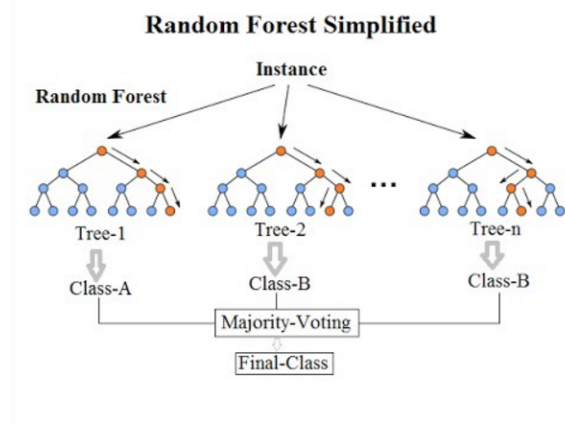 Random Forest Simplified
Instance
Random Forest
...
Tree-1
Tree-2
Tree-n
Class-A
Class-B
Class-B
Majority-Voting
Final-Class